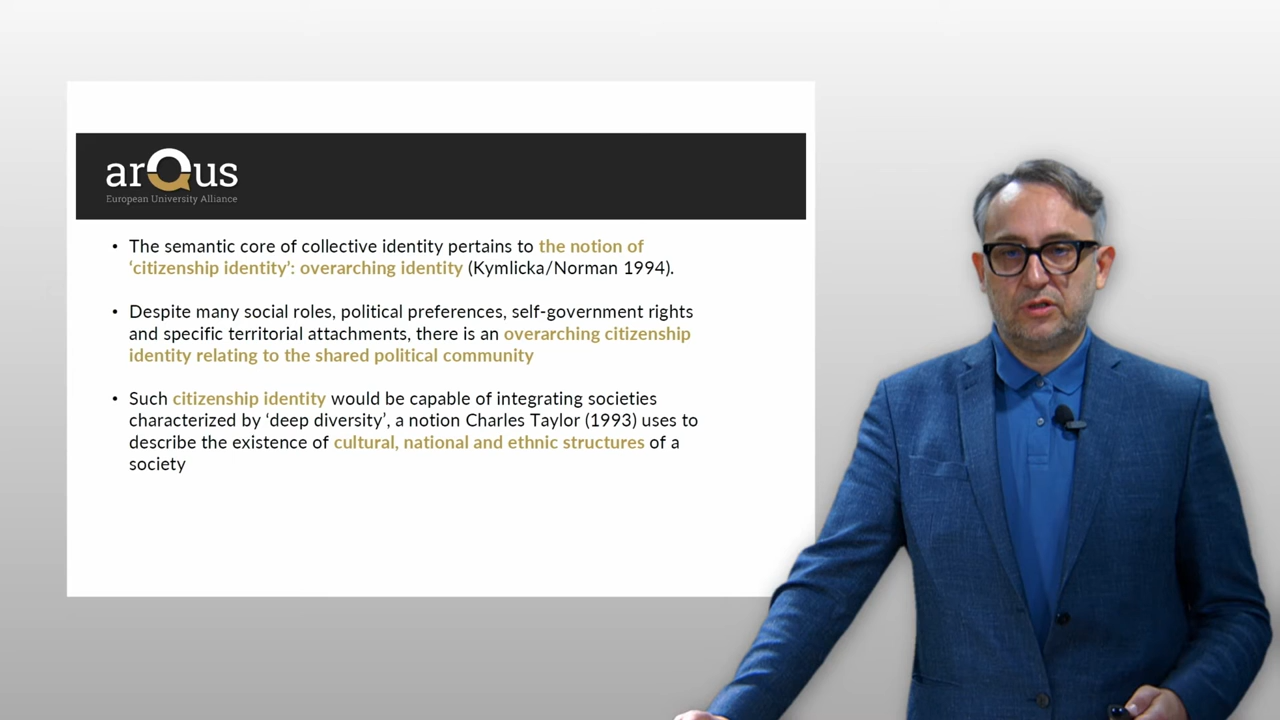 arQus
European University Alliance
• The semantic core of collective identity pertains to the notion of
‘citizenship identity’: overarching identity (Kymlicka/Norman 1994).
• Despite many social roles, political preferences, self-government rights
and specific territorial attachments, there is an overarching citizenship
identity relating to the shared political community
• Such citizenship identity would be capable of integrating societies
characterized by ‘deep diversity’, a notion Charles Taylor (1993) uses to
describe the existence of cultural, national and ethnic structures of a
society